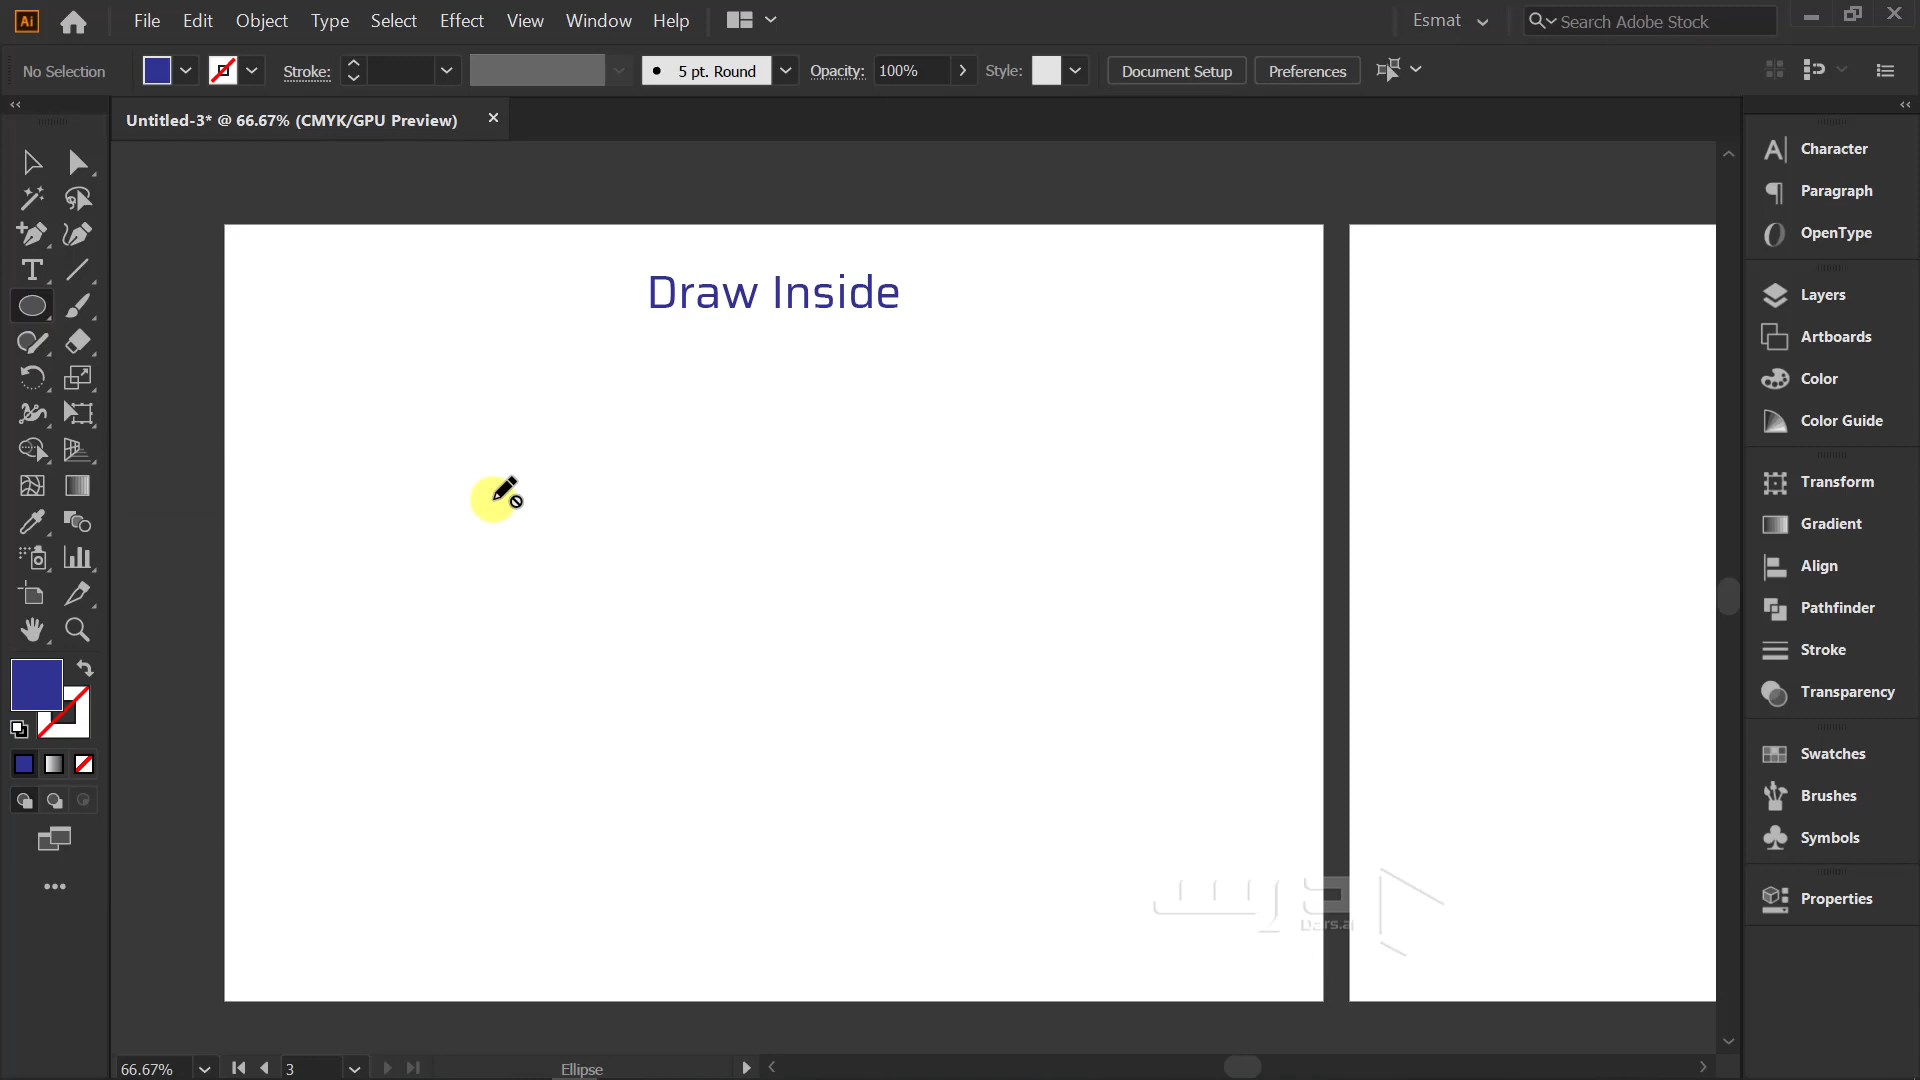 Ai File Edit Object Type Select Effect View Window Help Esmat Search Adobe Stock
No Selection Stroke: 5 pt. Round Opacity: 100% Style: Document Setup Preferences
Untitled-3* @ 66.67% (CMYK/GPU Preview)
Draw Inside
Character
Paragraph
OpenType
Layers
Artboards
Color
Color Guide
Transform
Gradient
Align
Pathfinder
Stroke
Transparency
Swatches
Brushes
Symbols
Properties
66.67% 3 Ellipse